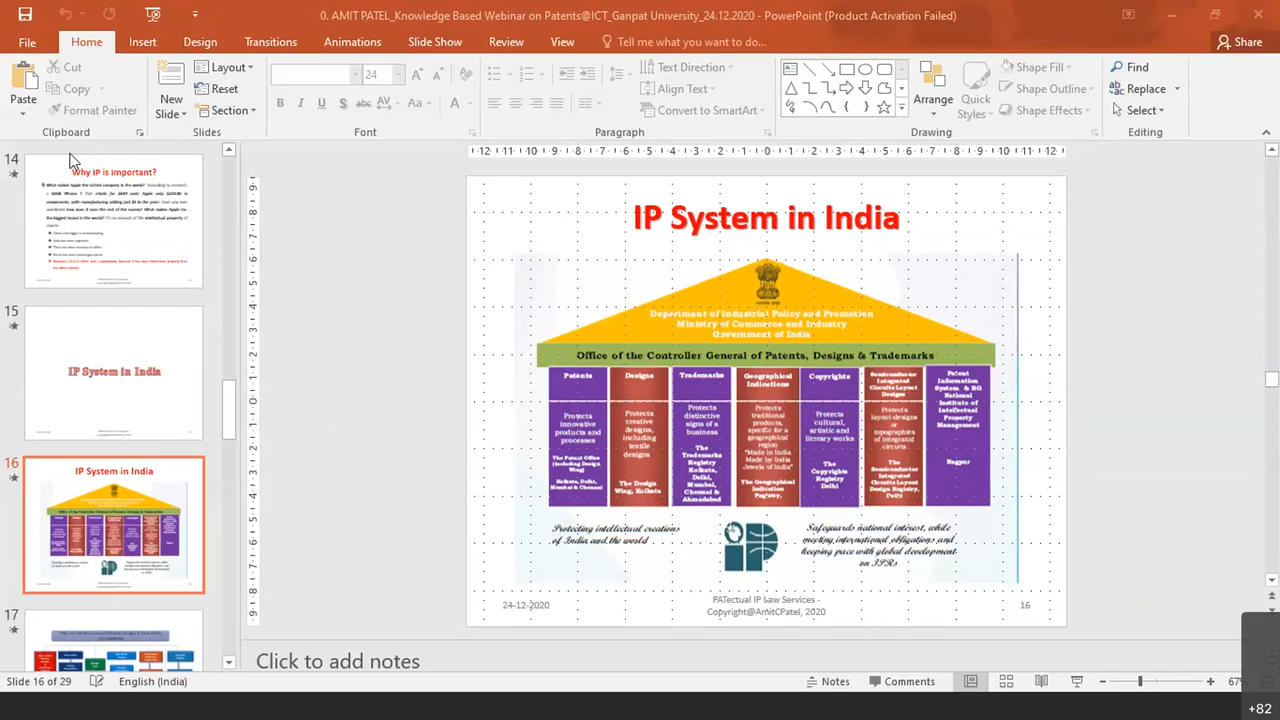 0. AMIT PATEL_Knowledge Based Webinar on Patents@ICT_Ganpat University_24.12.2020 - PowerPoint (Product Activation Failed)
File Home Insert Design Transitions Animations Slide Show Review View Tell me what you want to do... Share
Paste
Cut
Copy
Format Painter
Clipboard
New Slide
Layout
Reset
Section
Slides
24
B I U S abc AV Aa A
Font
Text Direction
Align Text
Convert to SmartArt
Paragraph
Arrange
Quick Styles
Shape Fill
Shape Outline
Shape Effects
Drawing
Find
Replace
Select
Editing
14
Why IP is Important?
15
IP System in India
16
IP System in India
17
IP System in India
Department of Industrial Policy and Promotion
Ministry of Commerce and Industry
Government of India
Office of the Controller General of Patents, Designs & Trademarks
Patents
Protects
innovative
products and
processes
The Patent Office
(Including Design
Wing)
Kolkata, Delhi,
Mumbai & Chennai
Designs
Protects
creative
designs,
including
textile
designs
The Design
Wing, Kolkata
Trademarks
Protects
distinctive
signs of a
business
The
Trademarks
Registry
Kolkata,
Delhi,
Mumbai,
Chennai &
Ahmadabad
Geographical
Indications
Protects
traditional
products,
specific for a
geographical
region
"Made in India
Made by India
Jewels of India"
The Geographical
Indication
Registry,
Copyrights
Protects
cultural,
artistic and
literary works
The
Copyrights
Registry
Delhi
Semiconductor
Integrated
Circuits Layout
Designs
Protects
layout-designs
or
topographies
of integrated
circuits
The
Semiconductor
Integrated
Circuits Layout
Design Registry,
Delhi
Patent
Information
System & RG
National
Institute of
Intellectual
Property
Management
Nagpur
Protecting intellectual creations
of India and the world
Safeguards national interest, while
meeting international obligations and
keeping pace with global development
on IPRs
24-12-2020
PATectual IP Law Services -
Copyright@AmitCPatel, 2020
16
Click to add notes
Slide 16 of 29 English (India) Notes Comments 67%
+82